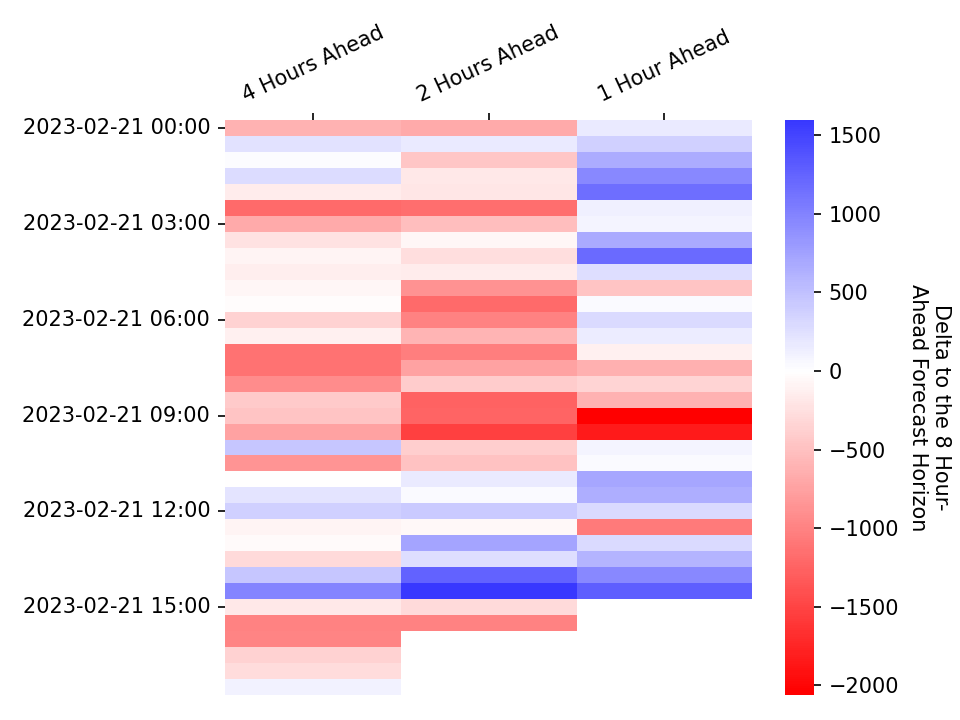 4 Hours Ahead
2 Hours Ahead
1 Hour Ahead
2023-02-21 00:00
2023-02-21 03:00
2023-02-21 06:00
2023-02-21 09:00
2023-02-21 12:00
2023-02-21 15:00
1500
1000
500
0
−500
−1000
−1500
−2000
Delta to the 8 Hour-
Ahead Forecast Horizon